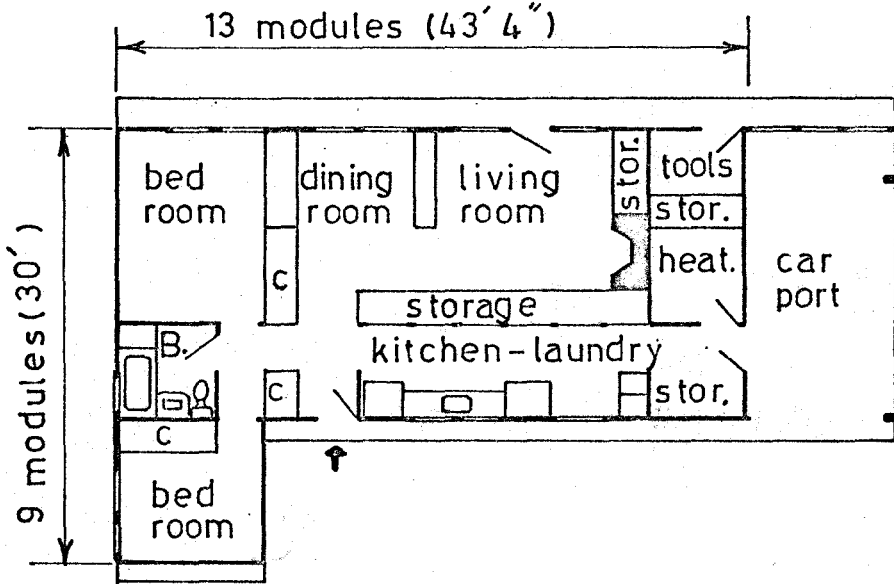 13 modules (43'4")
9 modules (30')
bed
room
dining
room
living
room
stor.
tools
stor.
heat.
car
port
c
storage
B.
kitchen-laundry
c
stor.
c
bed
room